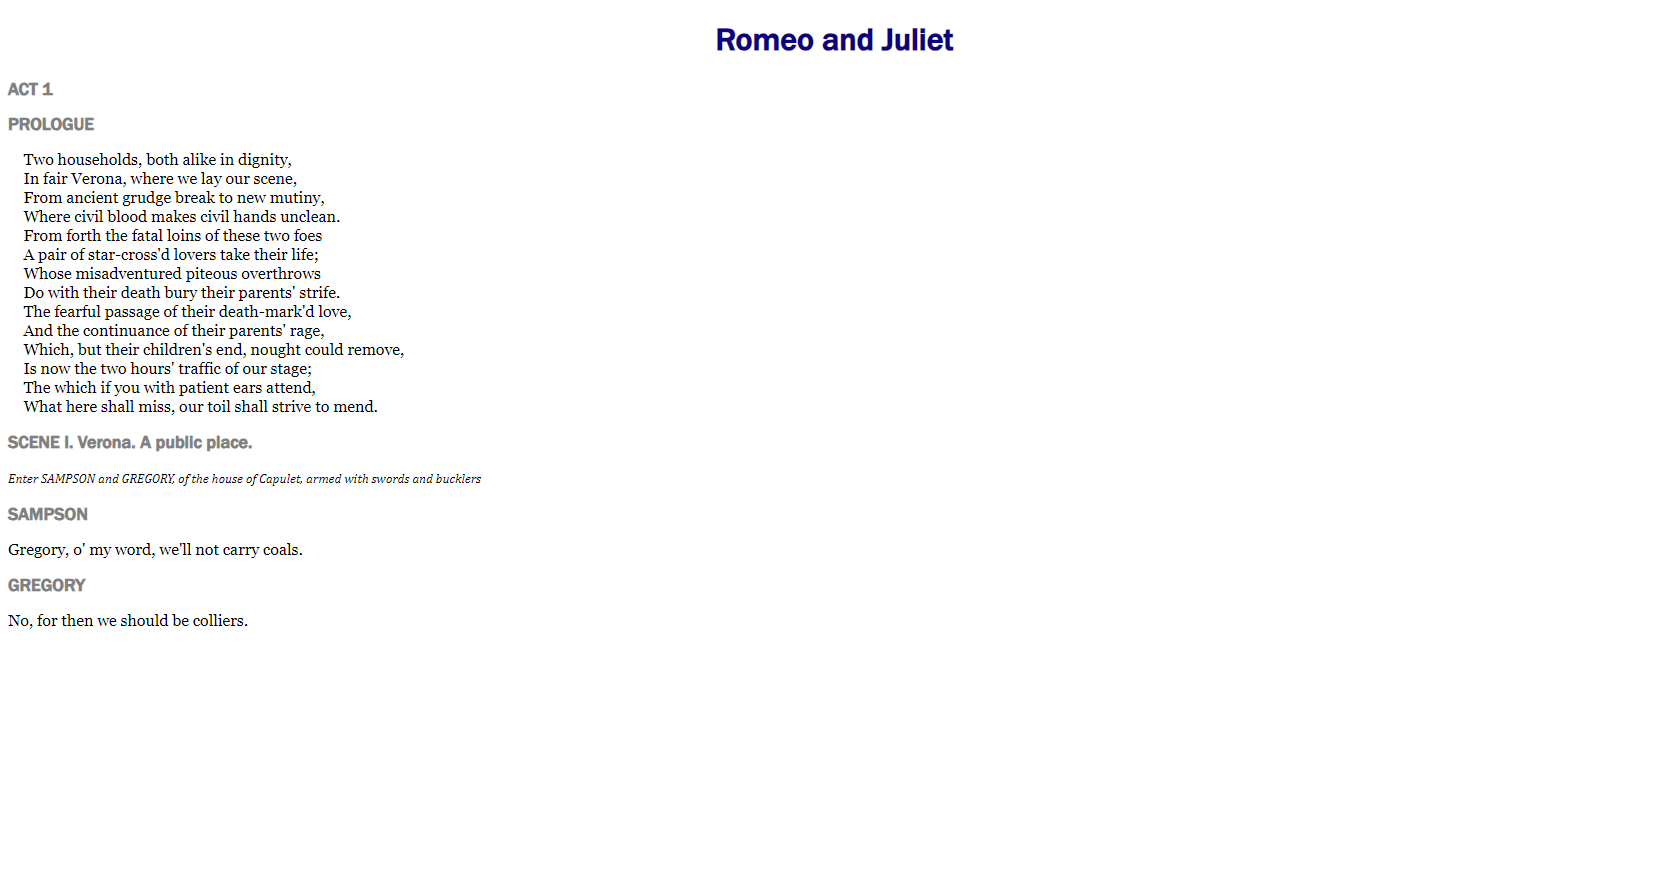 Romeo and Juliet
ACT 1
PROLOGUE
Two households, both alike in dignity,
In fair Verona, where we lay our scene,
From ancient grudge break to new mutiny,
Where civil blood makes civil hands unclean.
From forth the fatal loins of these two foes
A pair of star-cross'd lovers take their life;
Whose misadventured piteous overthrows
Do with their death bury their parents' strife.
The fearful passage of their death-mark'd love,
And the continuance of their parents' rage,
Which, but their children's end, nought could remove,
Is now the two hours' traffic of our stage;
The which if you with patient ears attend,
What here shall miss, our toil shall strive to mend.
SCENE I. Verona. A public place.
Enter SAMPSON and GREGORY, of the house of Capulet, armed with swords and bucklers
SAMPSON
Gregory, o' my word, we'll not carry coals.
GREGORY
No, for then we should be colliers.